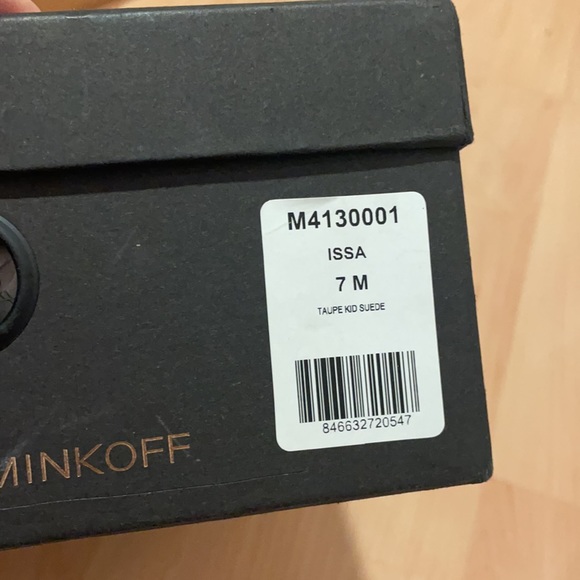 M4130001
ISSA
7 M
TAUPE KID SUEDE
846632720547
MINKOFF